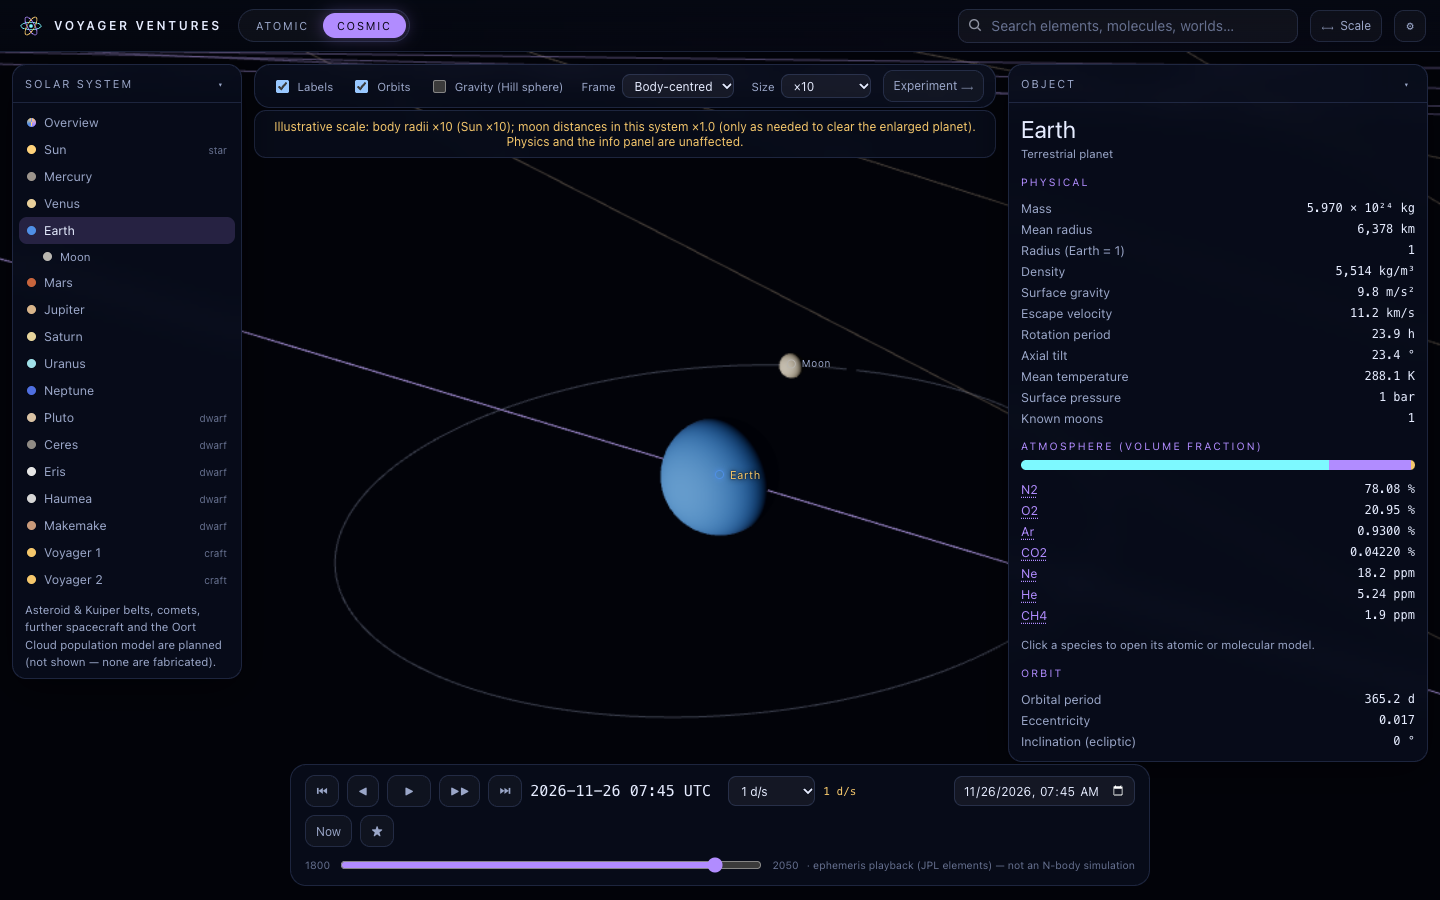 VOYAGER VENTURES
ATOMIC
COSMIC
Search elements, molecules, worlds...
Scale
SOLAR SYSTEM
Overview
Sun star
Mercury
Venus
Earth
Moon
Mars
Jupiter
Saturn
Uranus
Neptune
Pluto dwarf
Ceres dwarf
Eris dwarf
Haumea dwarf
Makemake dwarf
Voyager 1 craft
Voyager 2 craft
Asteroid & Kuiper belts, comets,
further spacecraft and the Oort
Cloud population model are planned
(not shown — none are fabricated).
Labels Orbits Gravity (Hill sphere) Frame Body-centred Size ×10 Experiment
Illustrative scale: body radii ×10 (Sun ×10); moon distances in this system ×1.0 (only as needed to clear the enlarged planet).
Physics and the info panel are unaffected.
Moon
Earth
OBJECT
Earth
Terrestrial planet
PHYSICAL
Mass 5.970 × 10²⁴ kg
Mean radius 6,378 km
Radius (Earth = 1) 1
Density 5,514 kg/m³
Surface gravity 9.8 m/s²
Escape velocity 11.2 km/s
Rotation period 23.9 h
Axial tilt 23.4 °
Mean temperature 288.1 K
Surface pressure 1 bar
Known moons 1
ATMOSPHERE (VOLUME FRACTION)
N2 78.08 %
O2 20.95 %
Ar 0.9300 %
CO2 0.04220 %
Ne 18.2 ppm
He 5.24 ppm
CH4 1.9 ppm
Click a species to open its atomic or molecular model.
ORBIT
Orbital period 365.2 d
Eccentricity 0.017
Inclination (ecliptic) 0 °
2026-11-26 07:45 UTC 1 d/s 1 d/s 11/26/2026, 07:45 AM
Now
1800 2050 · ephemeris playback (JPL elements) — not an N-body simulation